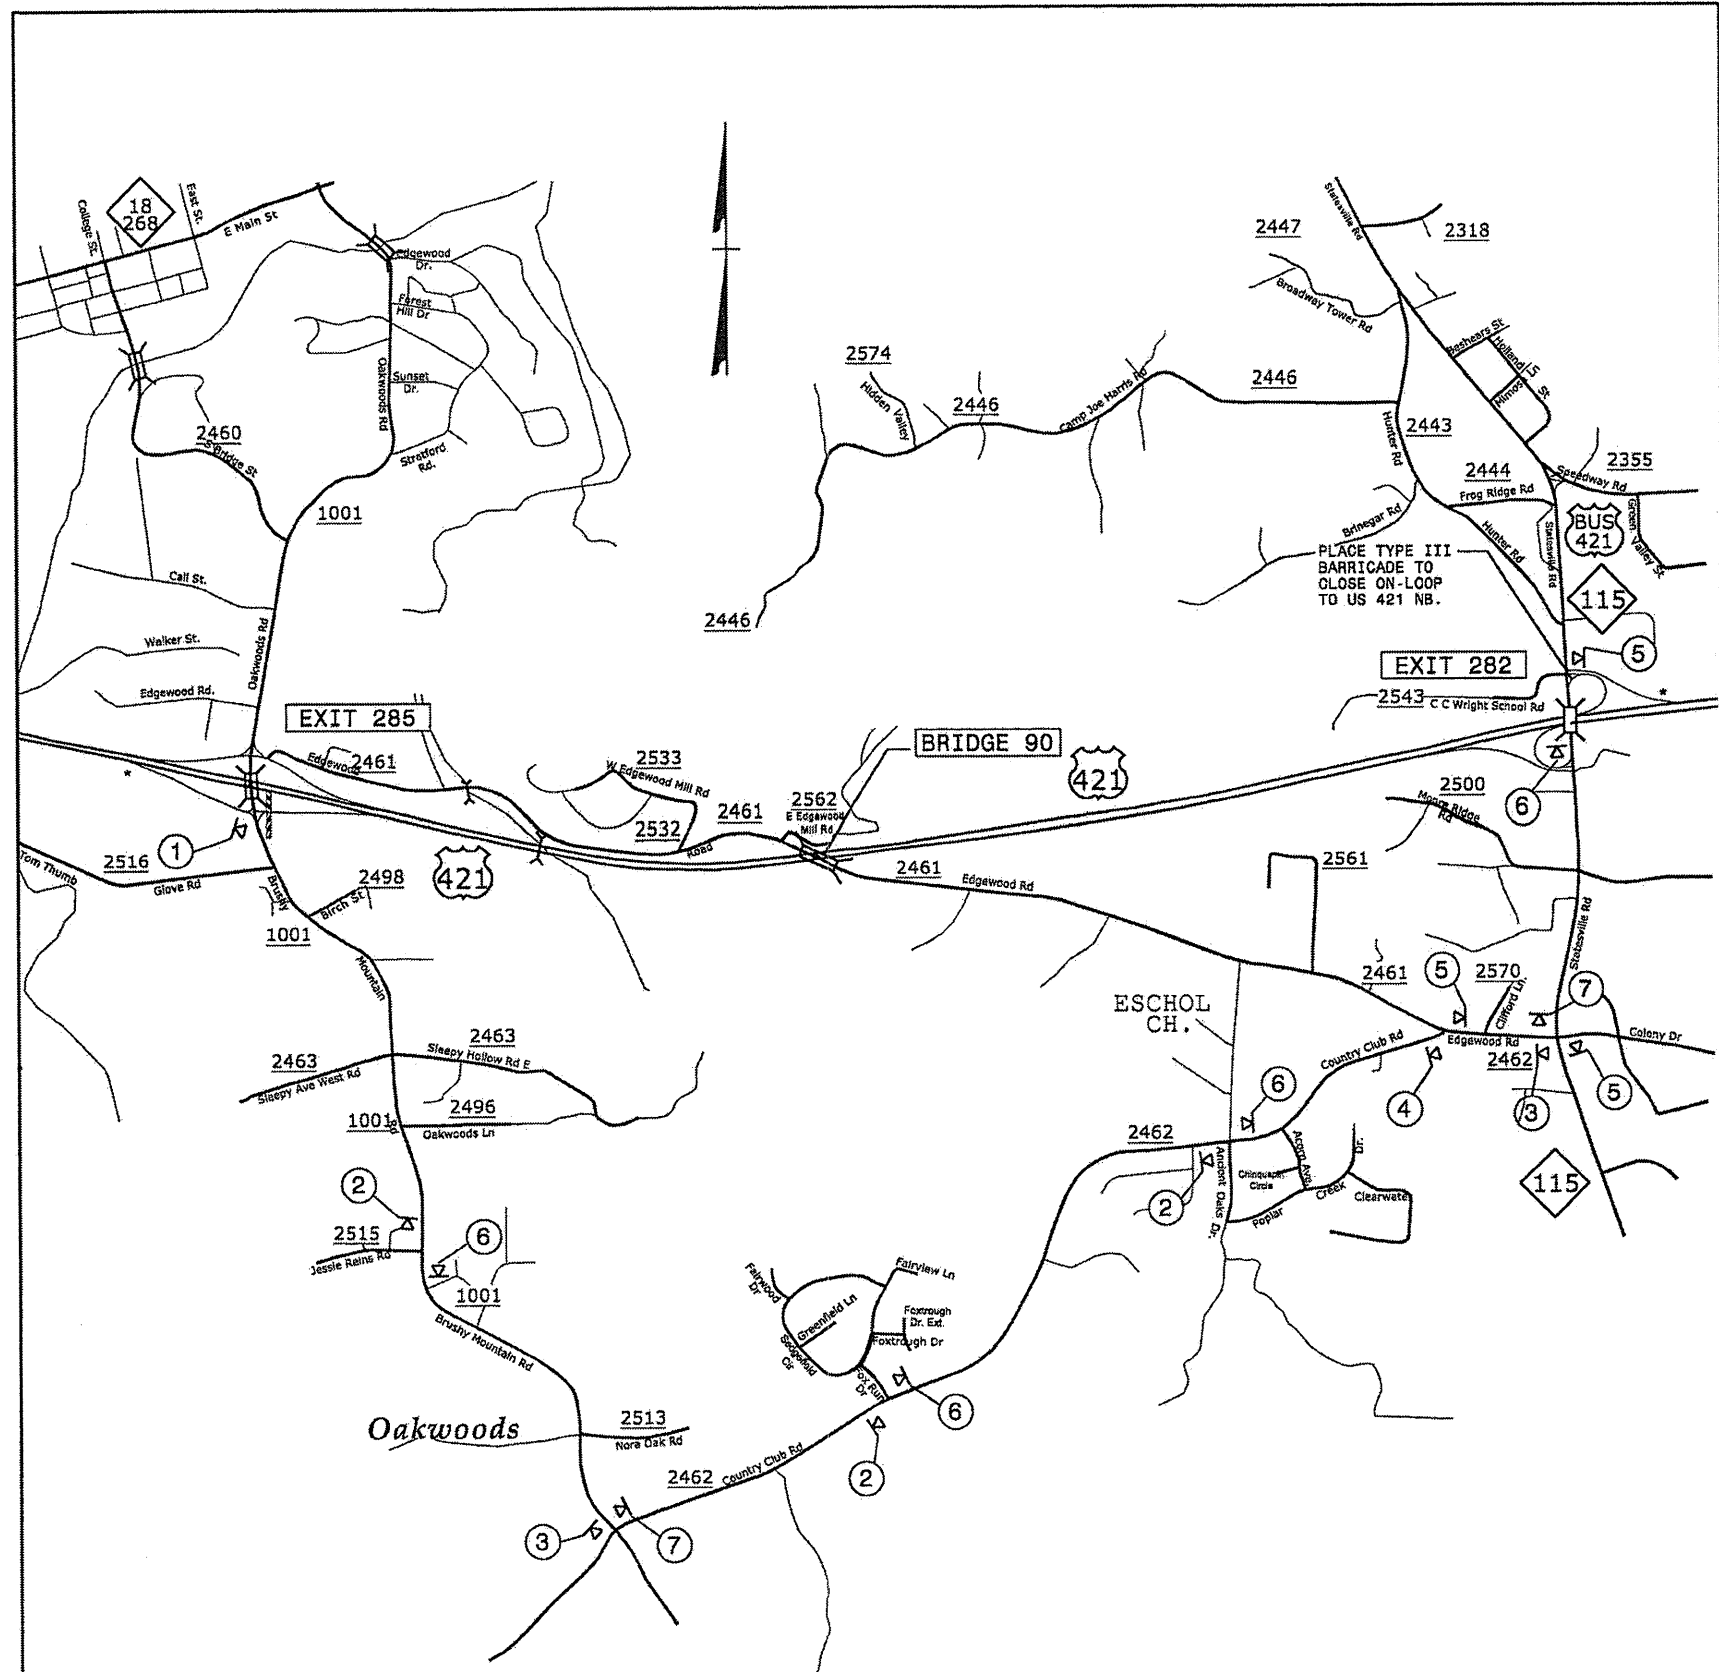 18
268
East St.
College St.
E Main St
Edgewood
Dr.
Forest
Hill Dr
Oakwoods Rd
Sunset
Dr.
Stratford
Rd.
2460
S Bridge St
1001
Call St.
Walker St.
Oakwoods Rd
Edgewood Rd.
EXIT 285
*
Edgewood
2461
2533
W Edgewood Mill Rd
2532
Road
2461
2562
E Edgewood
Mill Rd
BRIDGE 90
421
2574
Hidden Valley
2446
Camp Joe Harris Rd
2446
2446
Statesville Rd
2447
2318
Broadway Tower Rd
Beshears St
Holland St
Mimosa Ln
Hunter Rd
2443
2444
Frog Ridge Rd
2355
Speedway Rd
Green Valley St
Brinegar Rd
Hunter Rd
Statesville Rd
BUS
421
115
PLACE TYPE III
BARRICADE TO
CLOSE ON-LOOP
TO US 421 NB.
5
EXIT 282
*
2543
C C Wright School Rd
6
2500
Moore Ridge
Rd
1
2516
Tom Thumb
Glove Rd
421
2498
Birch St
Brushy
1001
Mountain
2461
Edgewood Rd
2561
Statesville Rd
2461
5
2570
Clifford Ln.
7
ESCHOL
CH.
Country Club Rd
Edgewood Rd
2462
Colony Dr
4
3
5
6
2463
Sleepy Ave West Rd
2463
Sleepy Hollow Rd E
1001
Rd
2496
Oakwoods Ln
2462
2
Ancient Oaks Dr.
Acorn Ave.
Chinquapin
Circle
Poplar
Creek
Dr.
Clearwater
115
2
2515
Jessie Reins Rd
6
1001
Brushy Mountain Rd
Fairwood
Dr
Greenfield Ln
Sedgefield
Cir
Fairview Ln
Foxtrough
Dr. Ext.
Foxtrough Dr
Fox Run
Dr
6
2
Oakwoods
2513
Nora Oak Rd
2462
Country Club Rd
3
7